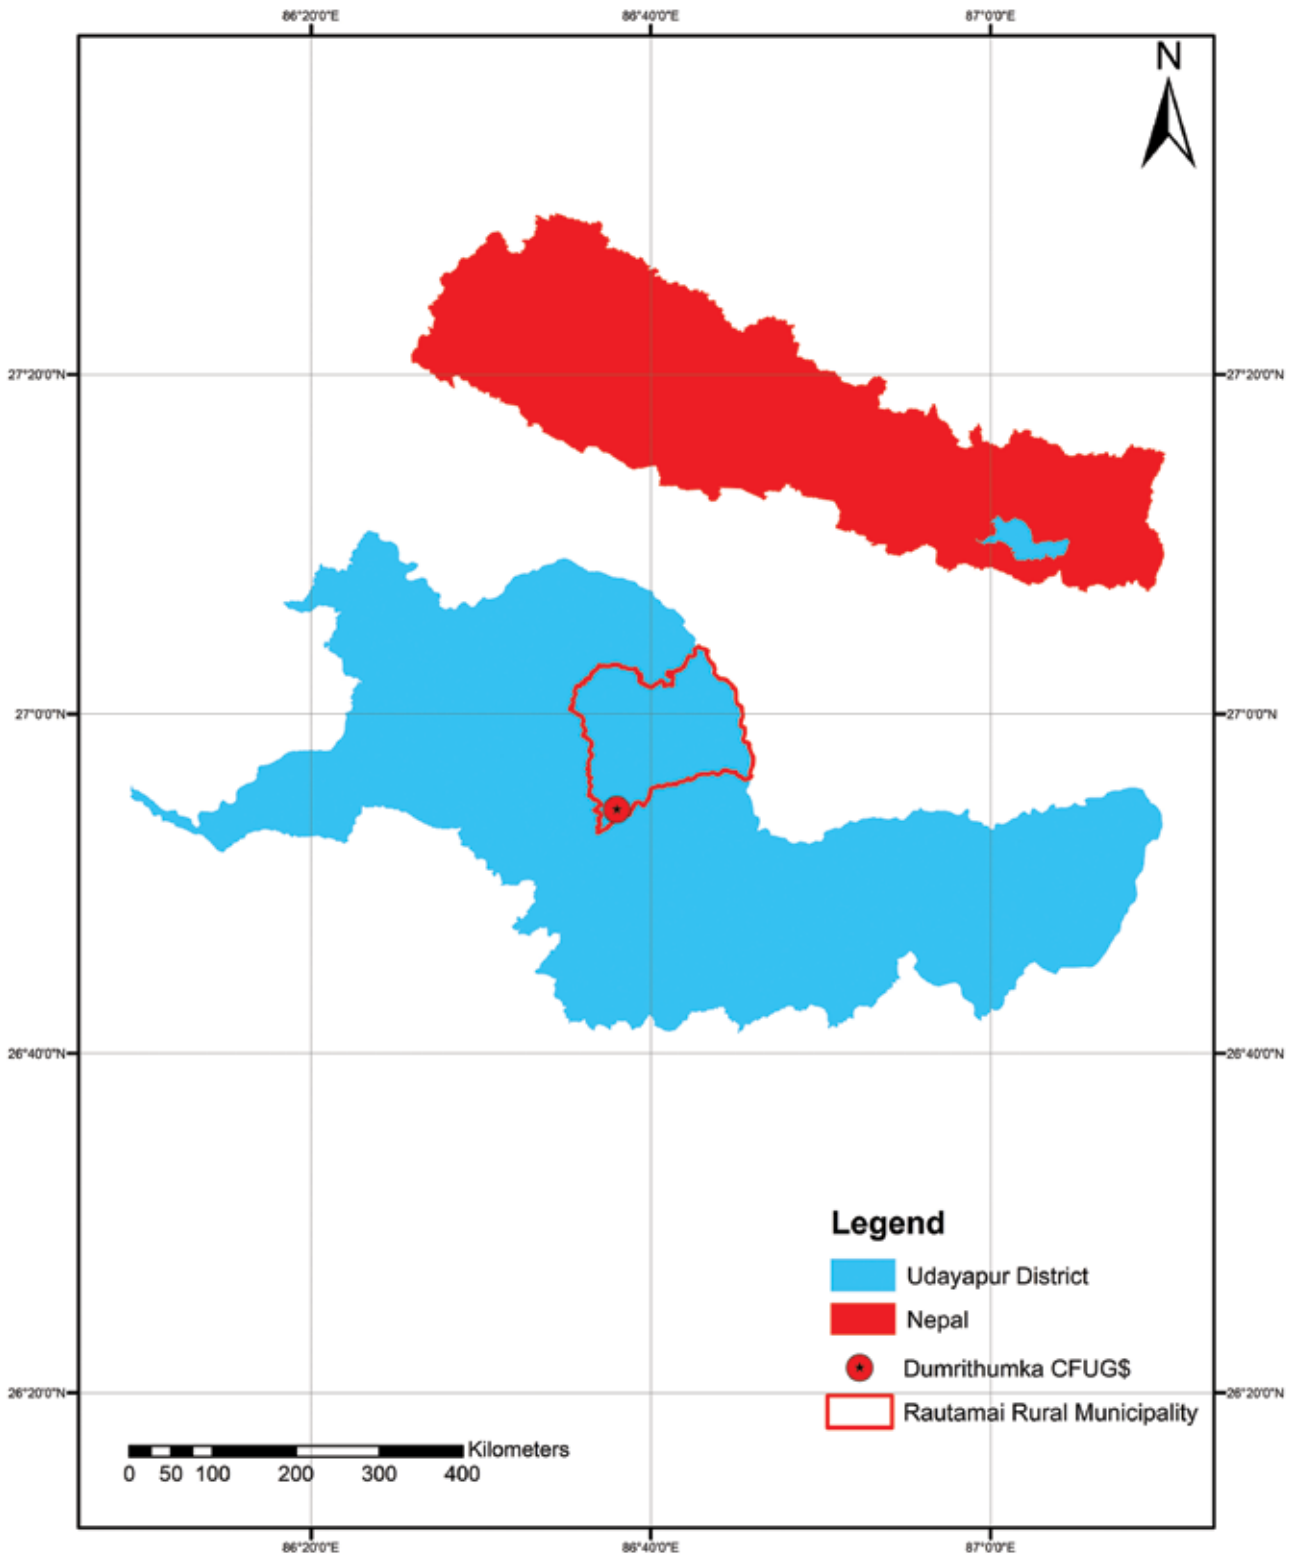 86°20'0"E 86°40'0"E 87°0'0"E
N
27°20'0"N 27°20'0"N
27°0'0"N 27°0'0"N
26°40'0"N 26°40'0"N
Legend
Udayapur District
Nepal
Dumrithumka CFUG$
26°20'0"N 26°20'0"N
Rautamai Rural Municipality
Kilometers
0 50 100 200 300 400
86°20'0"E 86°40'0"E 87°0'0"E